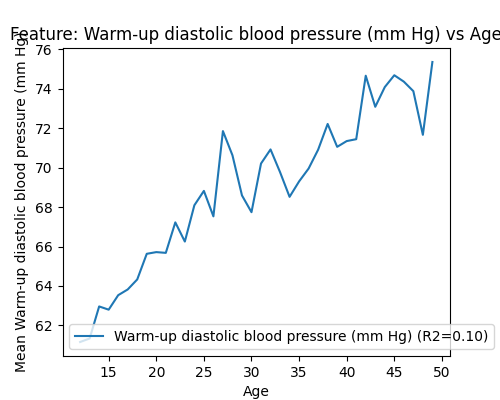 Feature: Warm-up diastolic blood pressure (mm Hg) vs Age
Mean Warm-up diastolic blood pressure (mm Hg)
76
74
72
70
68
66
64
62
Warm-up diastolic blood pressure (mm Hg) (R2=0.10)
15 20 25 30 35 40 45 50
Age